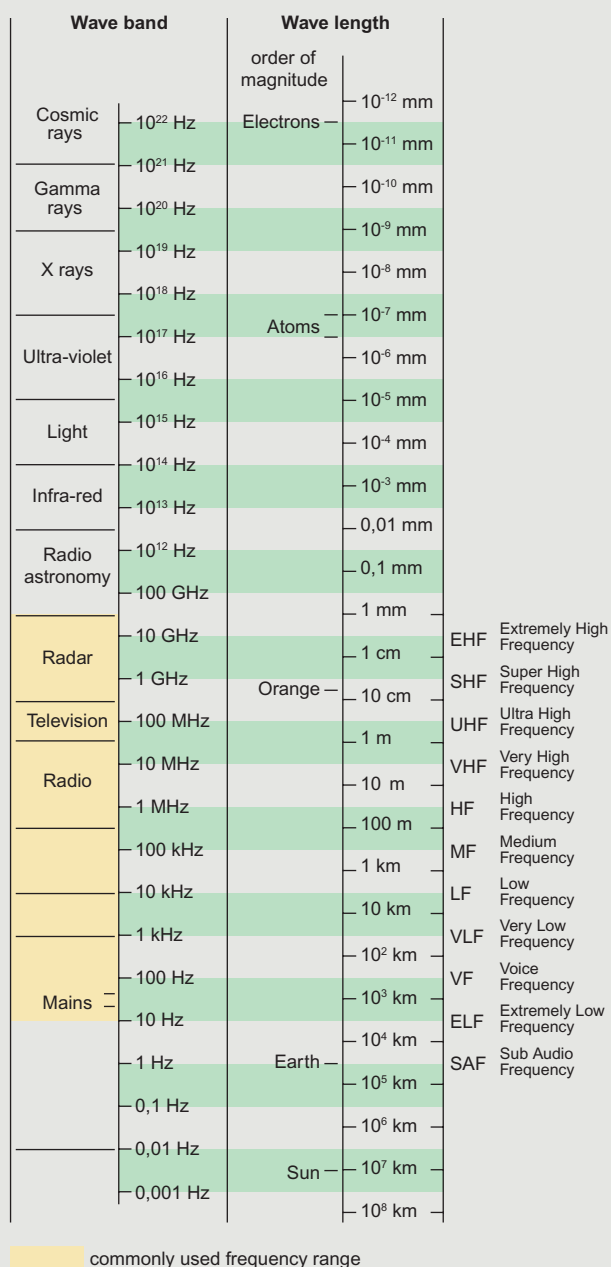 Wave band
Wave length
order of
magnitude
Cosmic
rays
Gamma
rays
X rays
Ultra-violet
Light
Infra-red
Radio
astronomy
Radar
Television
Radio
Mains
10²² Hz
10²¹ Hz
10²⁰ Hz
10¹⁹ Hz
10¹⁸ Hz
10¹⁷ Hz
10¹⁶ Hz
10¹⁵ Hz
10¹⁴ Hz
10¹³ Hz
10¹² Hz
100 GHz
10 GHz
1 GHz
100 MHz
10 MHz
1 MHz
100 kHz
10 kHz
1 kHz
100 Hz
10 Hz
1 Hz
0,1 Hz
0,01 Hz
0,001 Hz
Electrons
Atoms
Orange
Earth
Sun
10⁻¹² mm
10⁻¹¹ mm
10⁻¹⁰ mm
10⁻⁹ mm
10⁻⁸ mm
10⁻⁷ mm
10⁻⁶ mm
10⁻⁵ mm
10⁻⁴ mm
10⁻³ mm
0,01 mm
0,1 mm
1 mm
1 cm
10 cm
1 m
10 m
100 m
1 km
10 km
10² km
10³ km
10⁴ km
10⁵ km
10⁶ km
10⁷ km
10⁸ km
EHF Extremely High
Frequency
SHF Super High
Frequency
UHF Ultra High
Frequency
VHF Very High
Frequency
HF High
Frequency
MF Medium
Frequency
LF Low
Frequency
VLF Very Low
Frequency
VF Voice
Frequency
ELF Extremely Low
Frequency
SAF Sub Audio
Frequency
commonly used frequency range